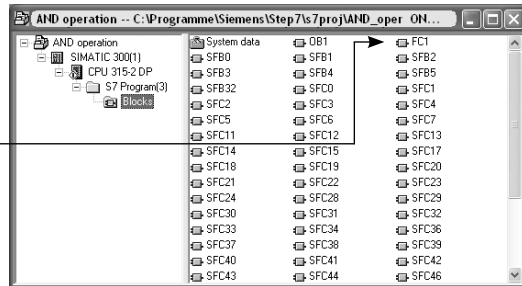 AND operation -- C:\Programme\Siemens\Step7\s7proj\AND_oper ON...
AND operation
SIMATIC 300(1)
CPU 315-2 DP
S7 Program(3)
Blocks
System data OB1 FC1
SFB0 SFB1 SFB2
SFB3 SFB4 SFB5
SFB32 SFC0 SFC1
SFC2 SFC3 SFC4
SFC5 SFC6 SFC7
SFC11 SFC12 SFC13
SFC14 SFC15 SFC17
SFC18 SFC19 SFC20
SFC21 SFC22 SFC23
SFC24 SFC28 SFC29
SFC30 SFC31 SFC32
SFC33 SFC34 SFC36
SFC37 SFC38 SFC39
SFC40 SFC41 SFC42
SFC43 SFC44 SFC46